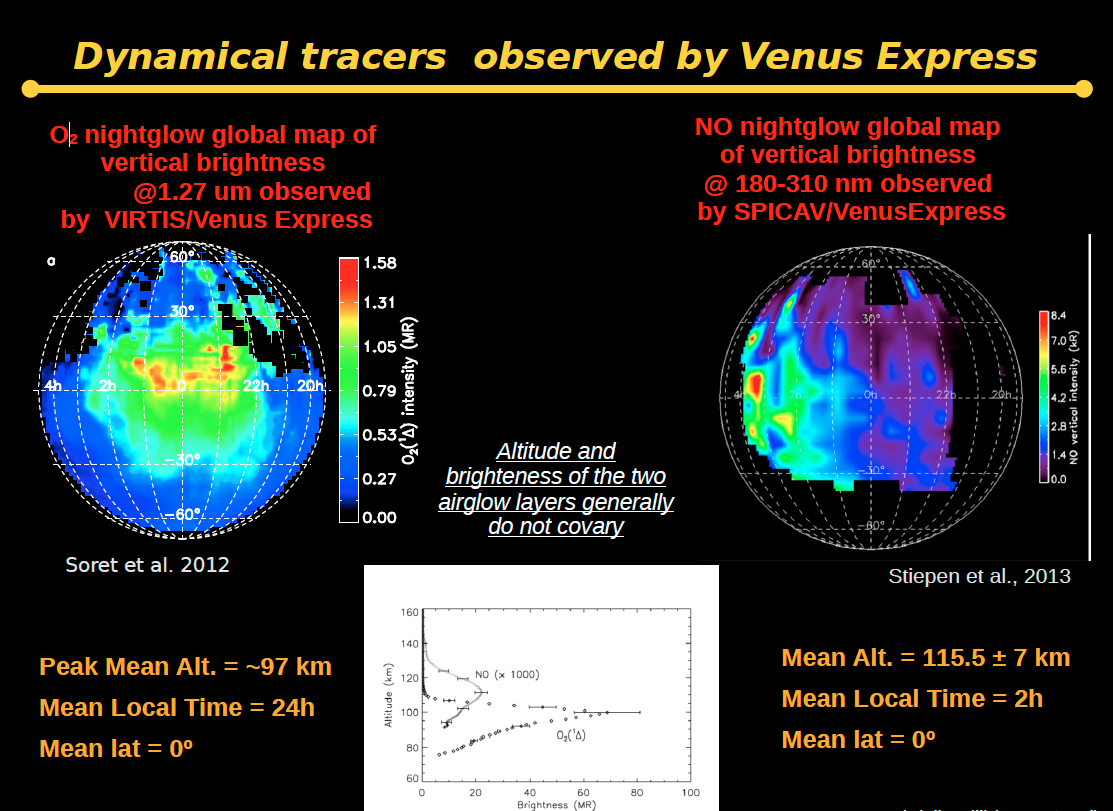 Dynamical tracers  observed by Venus Express
O₂ nightglow global map of
vertical brightness
@1.27 um observed
by  VIRTIS/Venus Express
NO nightglow global map
of vertical brightness
@ 180-310 nm observed
by SPICAV/VenusExpress
a
60°
30°
4h 2h 0 22h 20h
−30°
−60°
1.58
1.31
1.05
0.79
0.53
0.27
0.00
O₂(¹Δ) intensity (MR)
60°
30°
4h 2h 0h 22h 20h
−30°
−60°
8.4
7.0
5.6
4.2
2.8
1.4
0.0
NO vertical intensity (kR)
Altitude and
brighteness of the two
airglow layers generally
do not covary
Soret et al. 2012
Stiepen et al., 2013
Peak Mean Alt. = ~97 km
Mean Local Time = 24h
Mean lat = 0º
160
140
120
100
80
60
Altitude (km)
NO (x 1000)
O₂(¹Δ)
0 20 40 60 80 100
Brightness (MR)
Mean Alt. = 115.5 ± 7 km
Mean Local Time = 2h
Mean lat = 0º